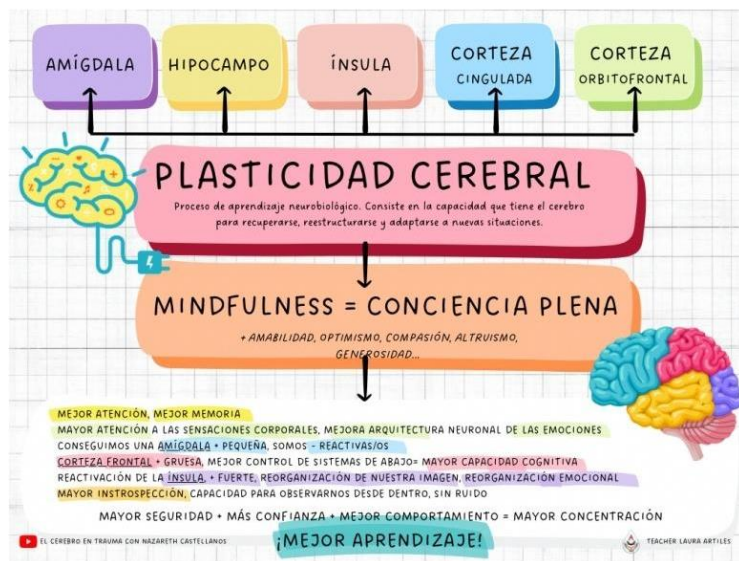 AMÍGDALA
HIPOCAMPO
ÍNSULA
CORTEZA
CINGULADA
CORTEZA
ORBITOFRONTAL
PLASTICIDAD CEREBRAL
Proceso de aprendizaje neurobiológico. Consiste en la capacidad que tiene el cerebro
para recuperarse, reestructurarse y adaptarse a nuevas situaciones.
MINDFULNESS = CONCIENCIA PLENA
+ AMABILIDAD, OPTIMISMO, COMPASIÓN, ALTRUISMO,
GENEROSIDAD...
MEJOR ATENCIÓN, MEJOR MEMORIA
MAYOR ATENCIÓN A LAS SENSACIONES CORPORALES, MEJORA ARQUITECTURA NEURONAL DE LAS EMOCIONES
CONSEGUIMOS UNA AMÍGDALA + PEQUEÑA, SOMOS - REACTIVAS/OS
CORTEZA FRONTAL + GRUESA, MEJOR CONTROL DE SISTEMAS DE ABAJO= MAYOR CAPACIDAD COGNITIVA
REACTIVACIÓN DE LA ÍNSULA, + FUERTE, REORGANIZACIÓN DE NUESTRA IMAGEN, REORGANIZACIÓN EMOCIONAL
MAYOR INSTROSPECCIÓN, CAPACIDAD PARA OBSERVARNOS DESDE DENTRO, SIN RUIDO
MAYOR SEGURIDAD + MÁS CONFIANZA + MEJOR COMPORTAMIENTO = MAYOR CONCENTRACIÓN
¡MEJOR APRENDIZAJE!
EL CEREBRO EN TRAUMA CON NAZARETH CASTELLANOS
TEACHER LAURA ARTILES